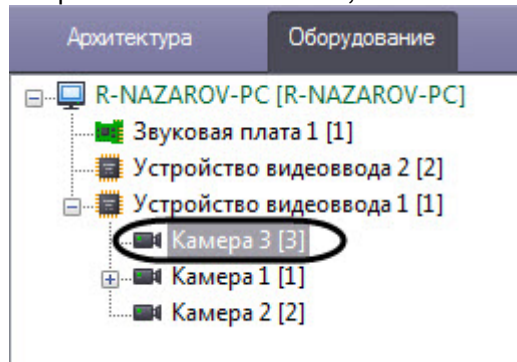 Архитектура Оборудование
R-NAZAROV-PC [R-NAZAROV-PC]
Звуковая плата 1 [1]
Устройство видеоввода 2 [2]
Устройство видеоввода 1 [1]
Камера 3 [3]
Камера 1 [1]
Камера 2 [2]